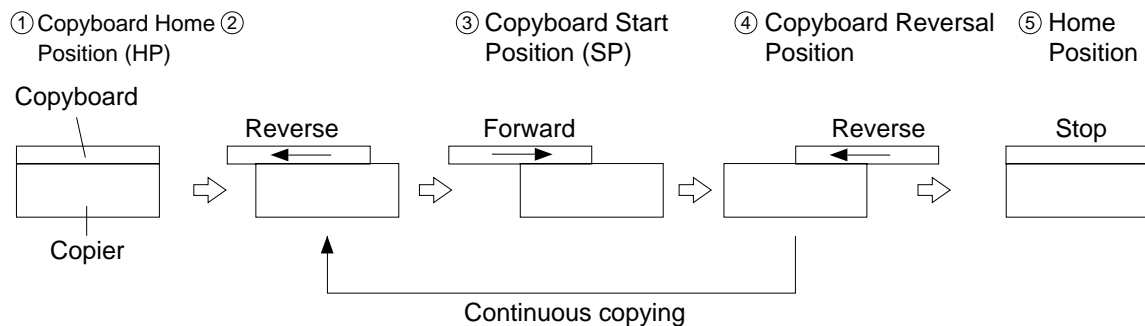 ① Copyboard Home
Position (HP)
②
③ Copyboard Start
Position (SP)
④ Copyboard Reversal
Position
⑤ Home
Position
Copyboard
Reverse
Forward
Reverse
Stop
Copier
Continuous copying